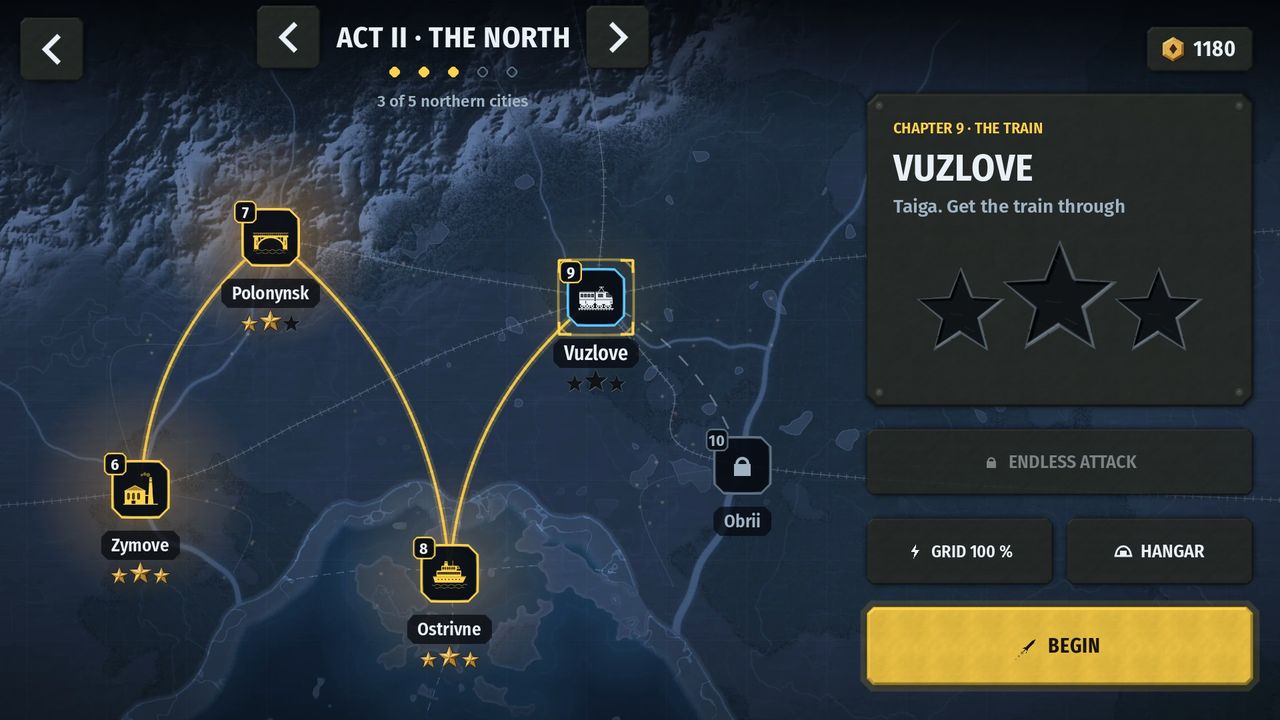 ACT II · THE NORTH
3 of 5 northern cities
1180
7
Polonynsk
9
Vuzlove
6
Zymove
8
Ostrivne
10
Obrii
CHAPTER 9 · THE TRAIN
VUZLOVE
Taiga. Get the train through
ENDLESS ATTACK
GRID 100 %
HANGAR
BEGIN